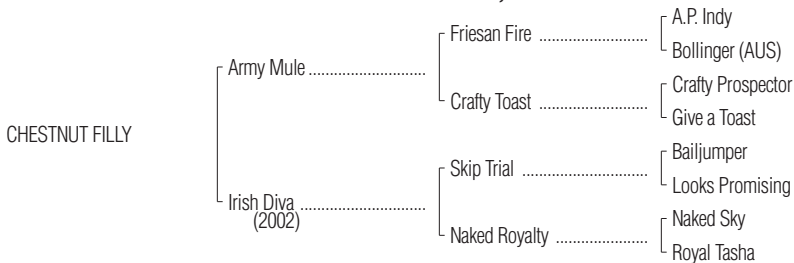 A.P. Indy
Friesan Fire ..........................
Bollinger (AUS)
Army Mule ............................
Crafty Prospector
Crafty Toast ..........................
Give a Toast
CHESTNUT FILLY
Bailjumper
Skip Trial ..............................
Looks Promising
Irish Diva ..............................
(2002)
Naked Sky
Naked Royalty ......................
Royal Tasha